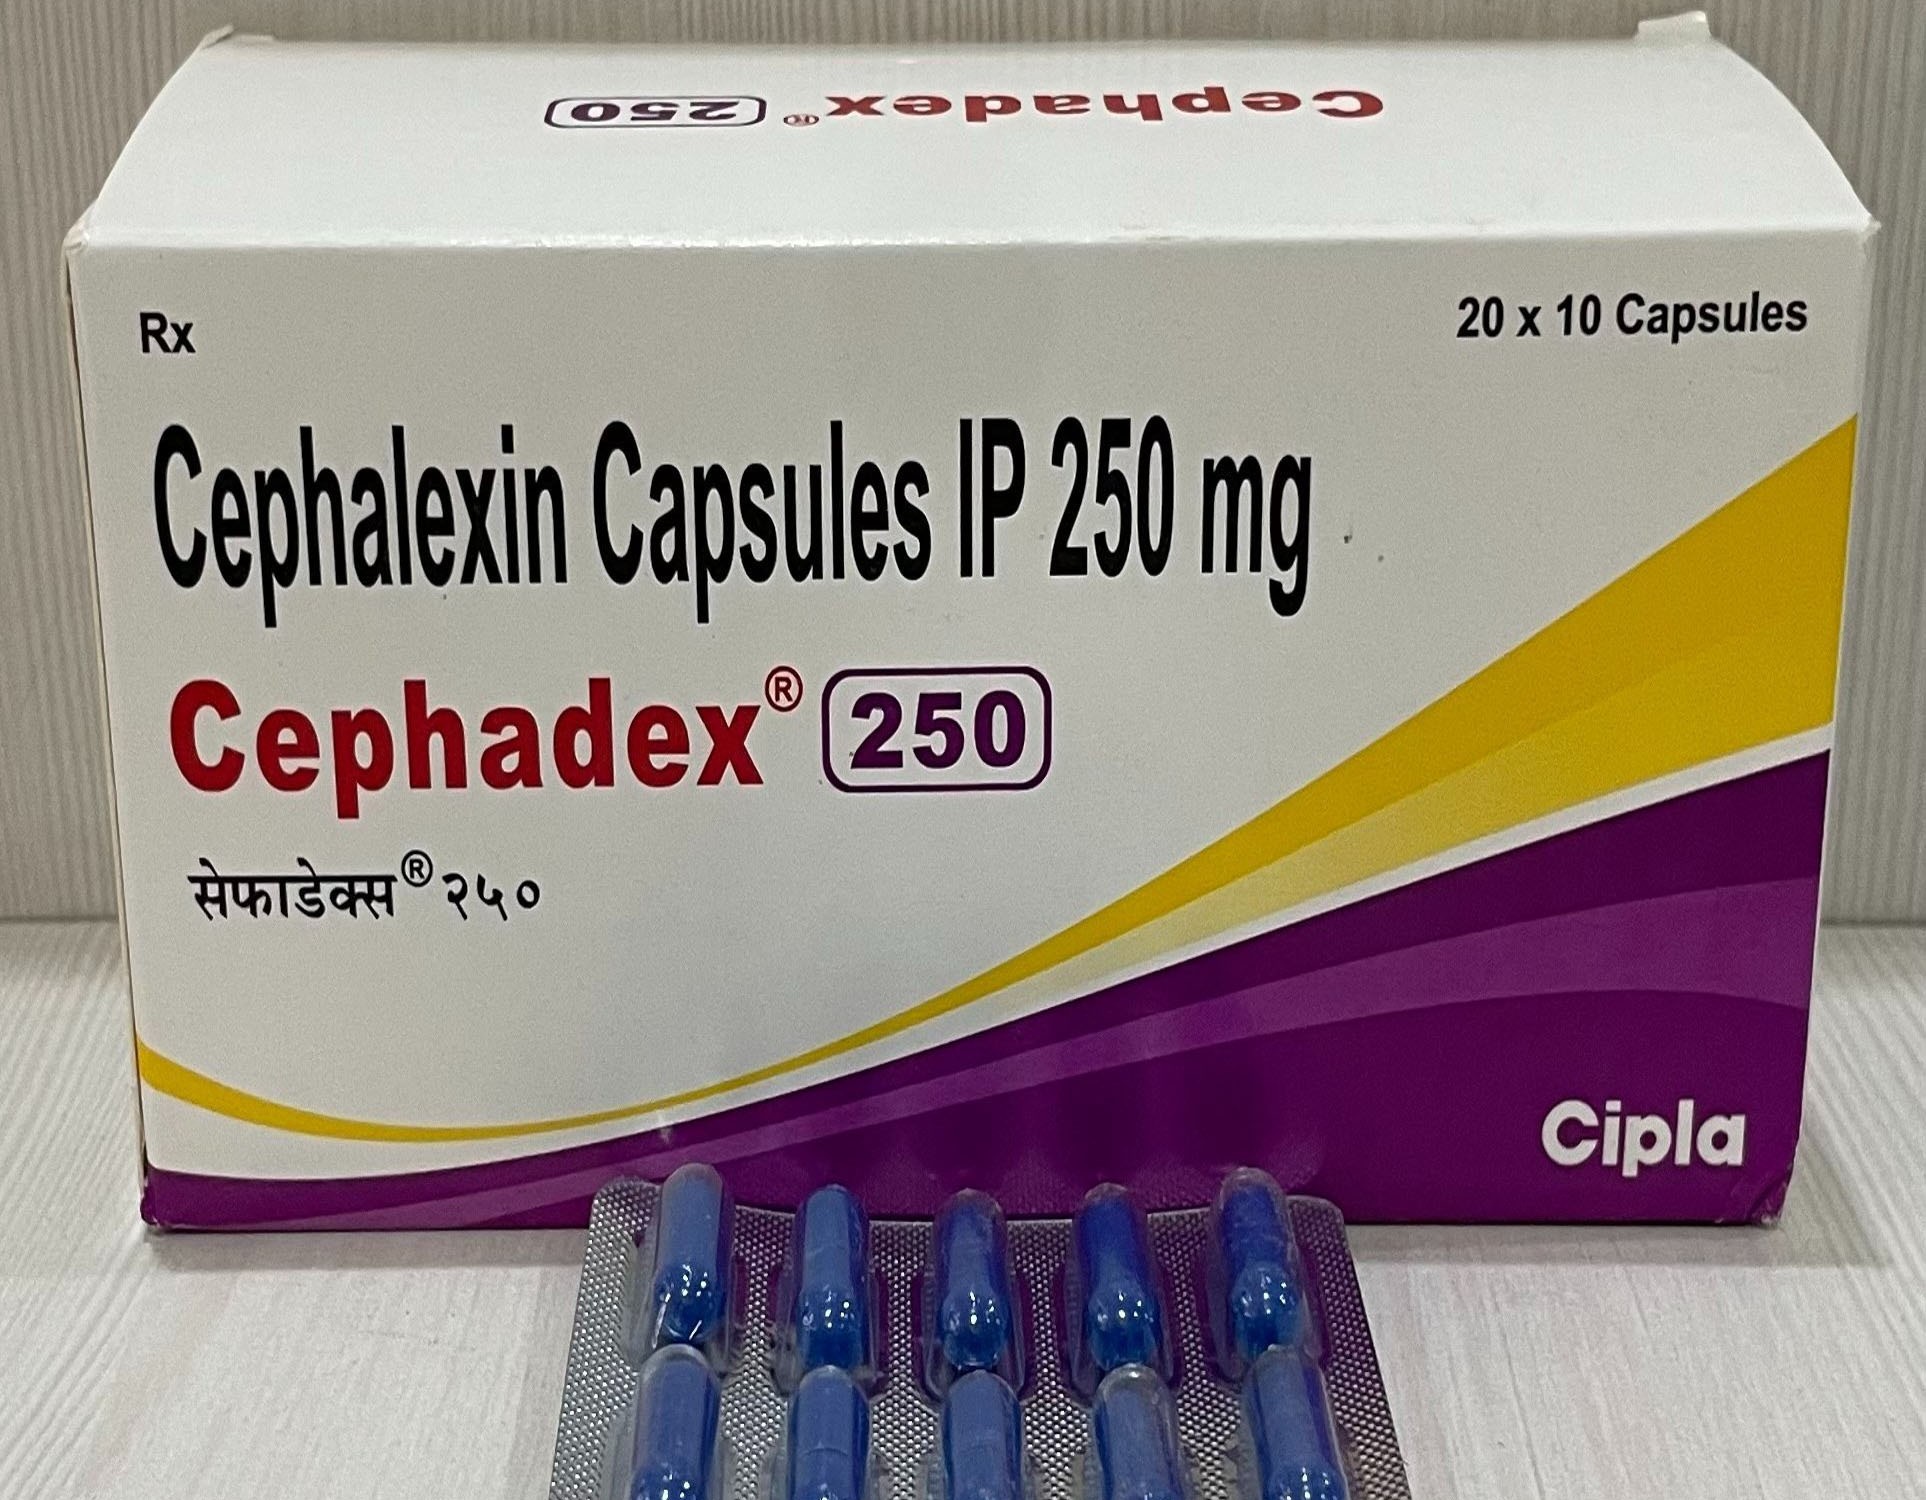 Cephadex® 250
Rx
20 x 10 Capsules
Cephalexin Capsules IP 250 mg
Cephadex® 250
सेफाडेक्स® २५०
Cipla